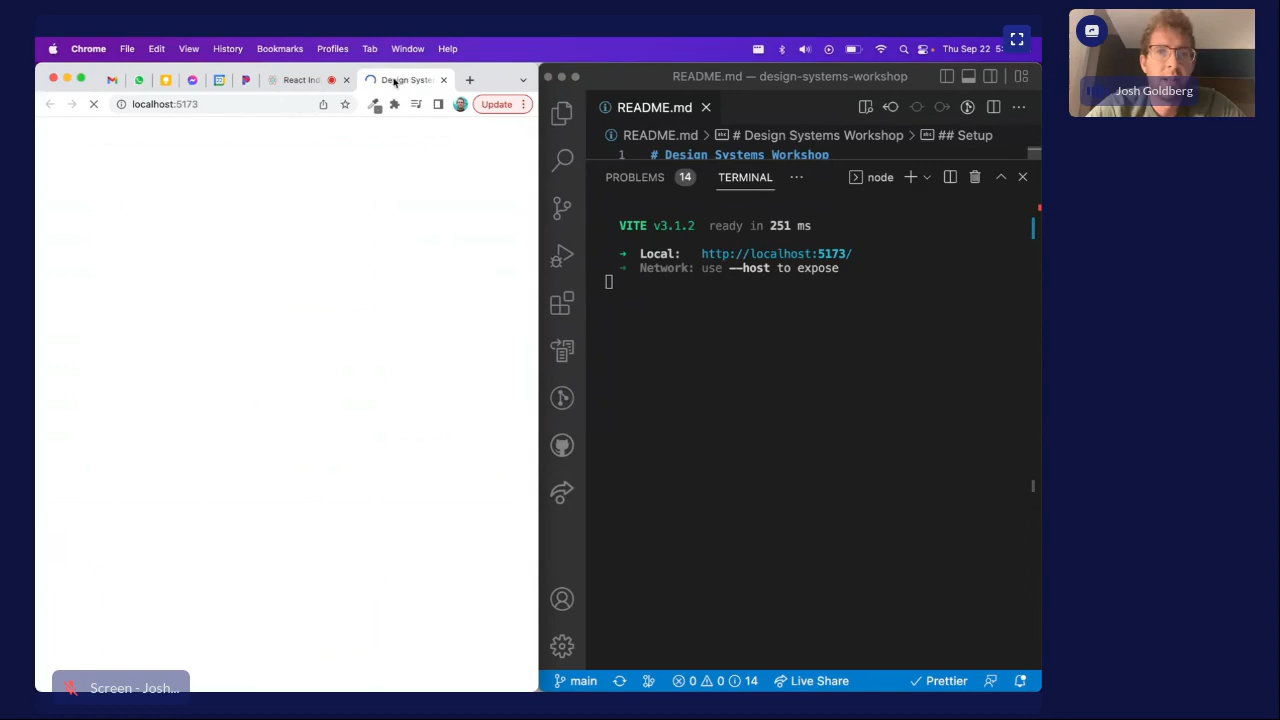 Chrome File Edit View History Bookmarks Profiles Tab Window Help
Thu Sep 22 5:
React Ind
Design System
localhost:5173
Update
README.md — design-systems-workshop
README.md
README.md > # Design Systems Workshop > ## Setup
1 # Design Systems Workshop
PROBLEMS 14 TERMINAL ... node
VITE v3.1.2 ready in 251 ms
➜ Local: http://localhost:5173/
➜ Network: use --host to expose
main 0 0 14 Live Share Prettier
Screen - Josh...
Josh Goldberg